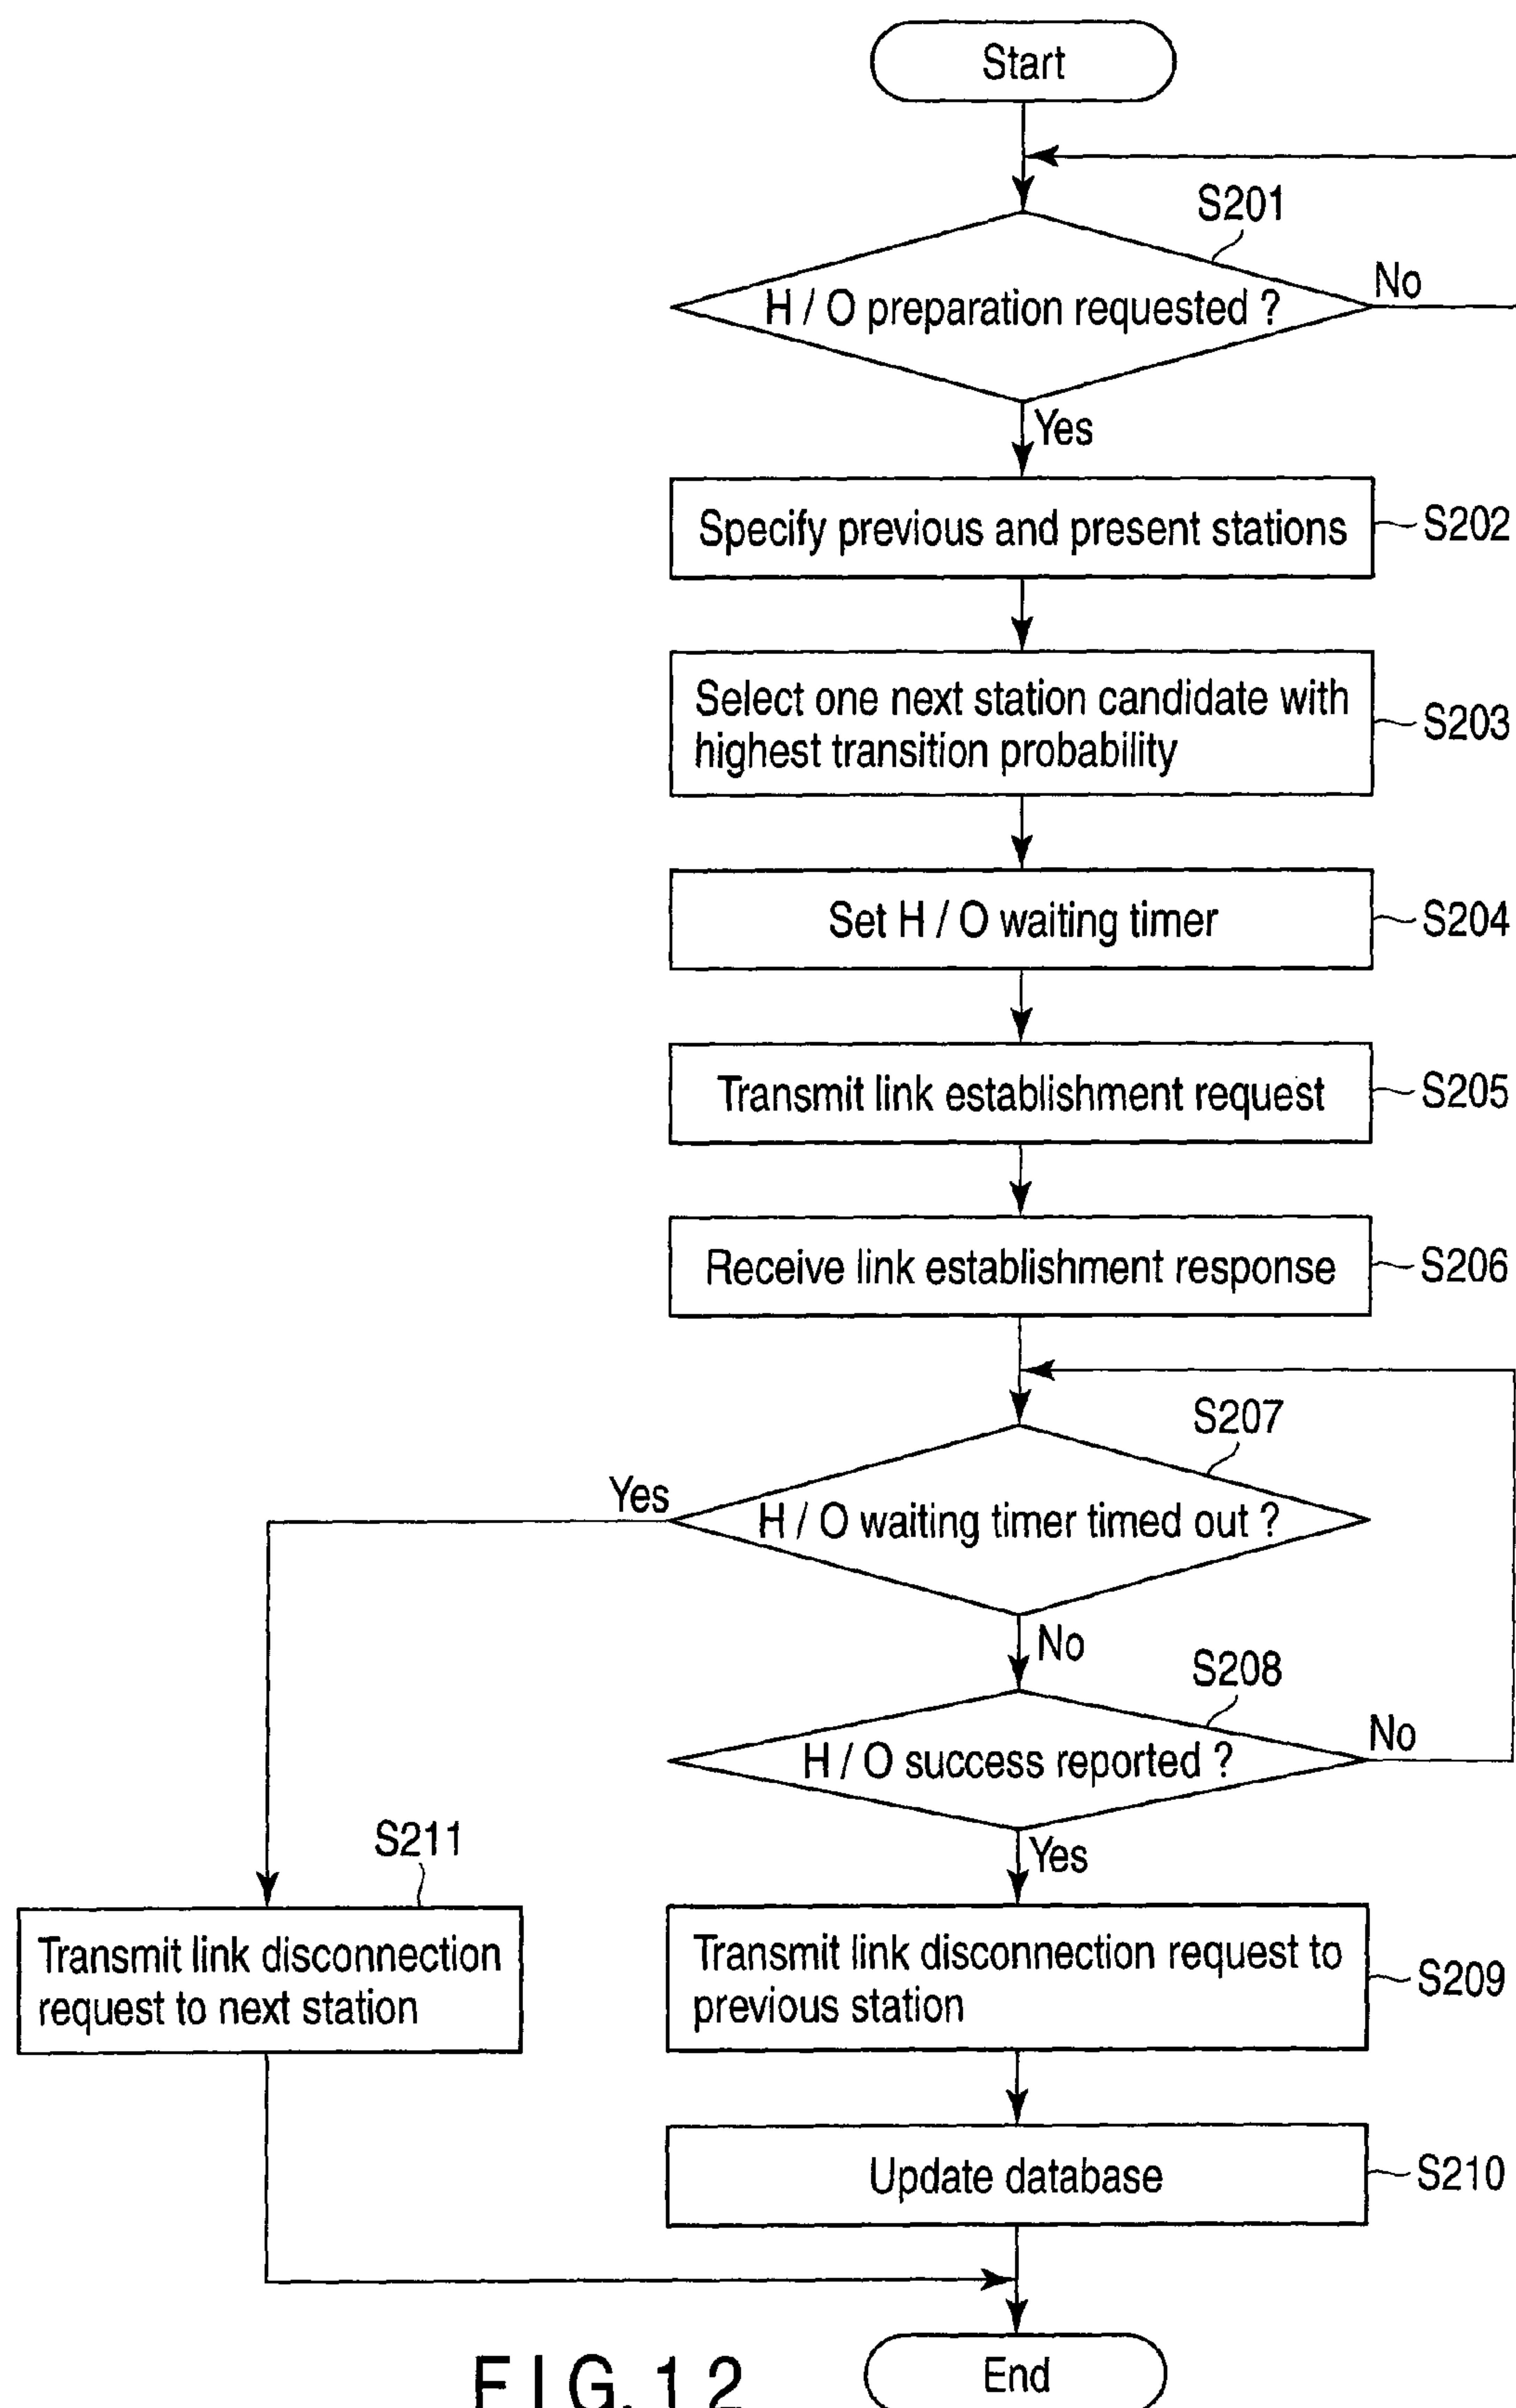 Start
S201
H / O preparation requested ?
No
Yes
Specify previous and present stations
S202
Select one next station candidate with
highest transition probability
S203
Set H / O waiting timer
S204
Transmit link establishment request
S205
Receive link establishment response
S206
S207
Yes
H / O waiting timer timed out ?
No
S208
H / O success reported ?
No
Yes
S211
Transmit link disconnection
request to next station
Transmit link disconnection request to
previous station
S209
Update database
S210
End
FIG. 12